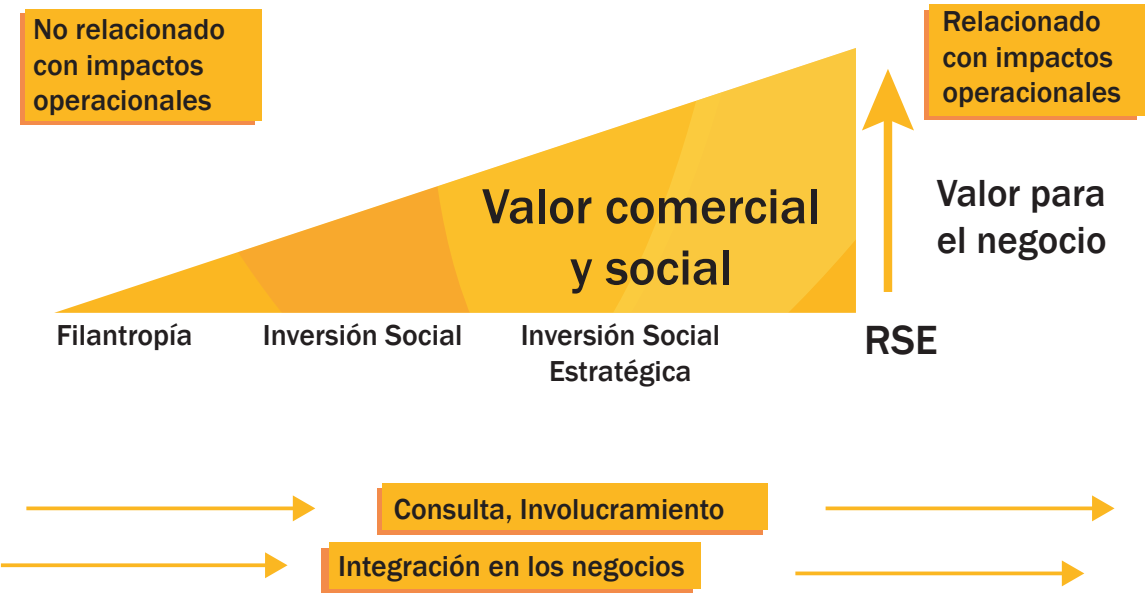 No relacionado
con impactos
operacionales
Relacionado
con impactos
operacionales
Valor comercial
y social
Valor para
el negocio
Filantropía
Inversión Social
Inversión Social
Estratégica
RSE
Consulta, Involucramiento
Integración en los negocios